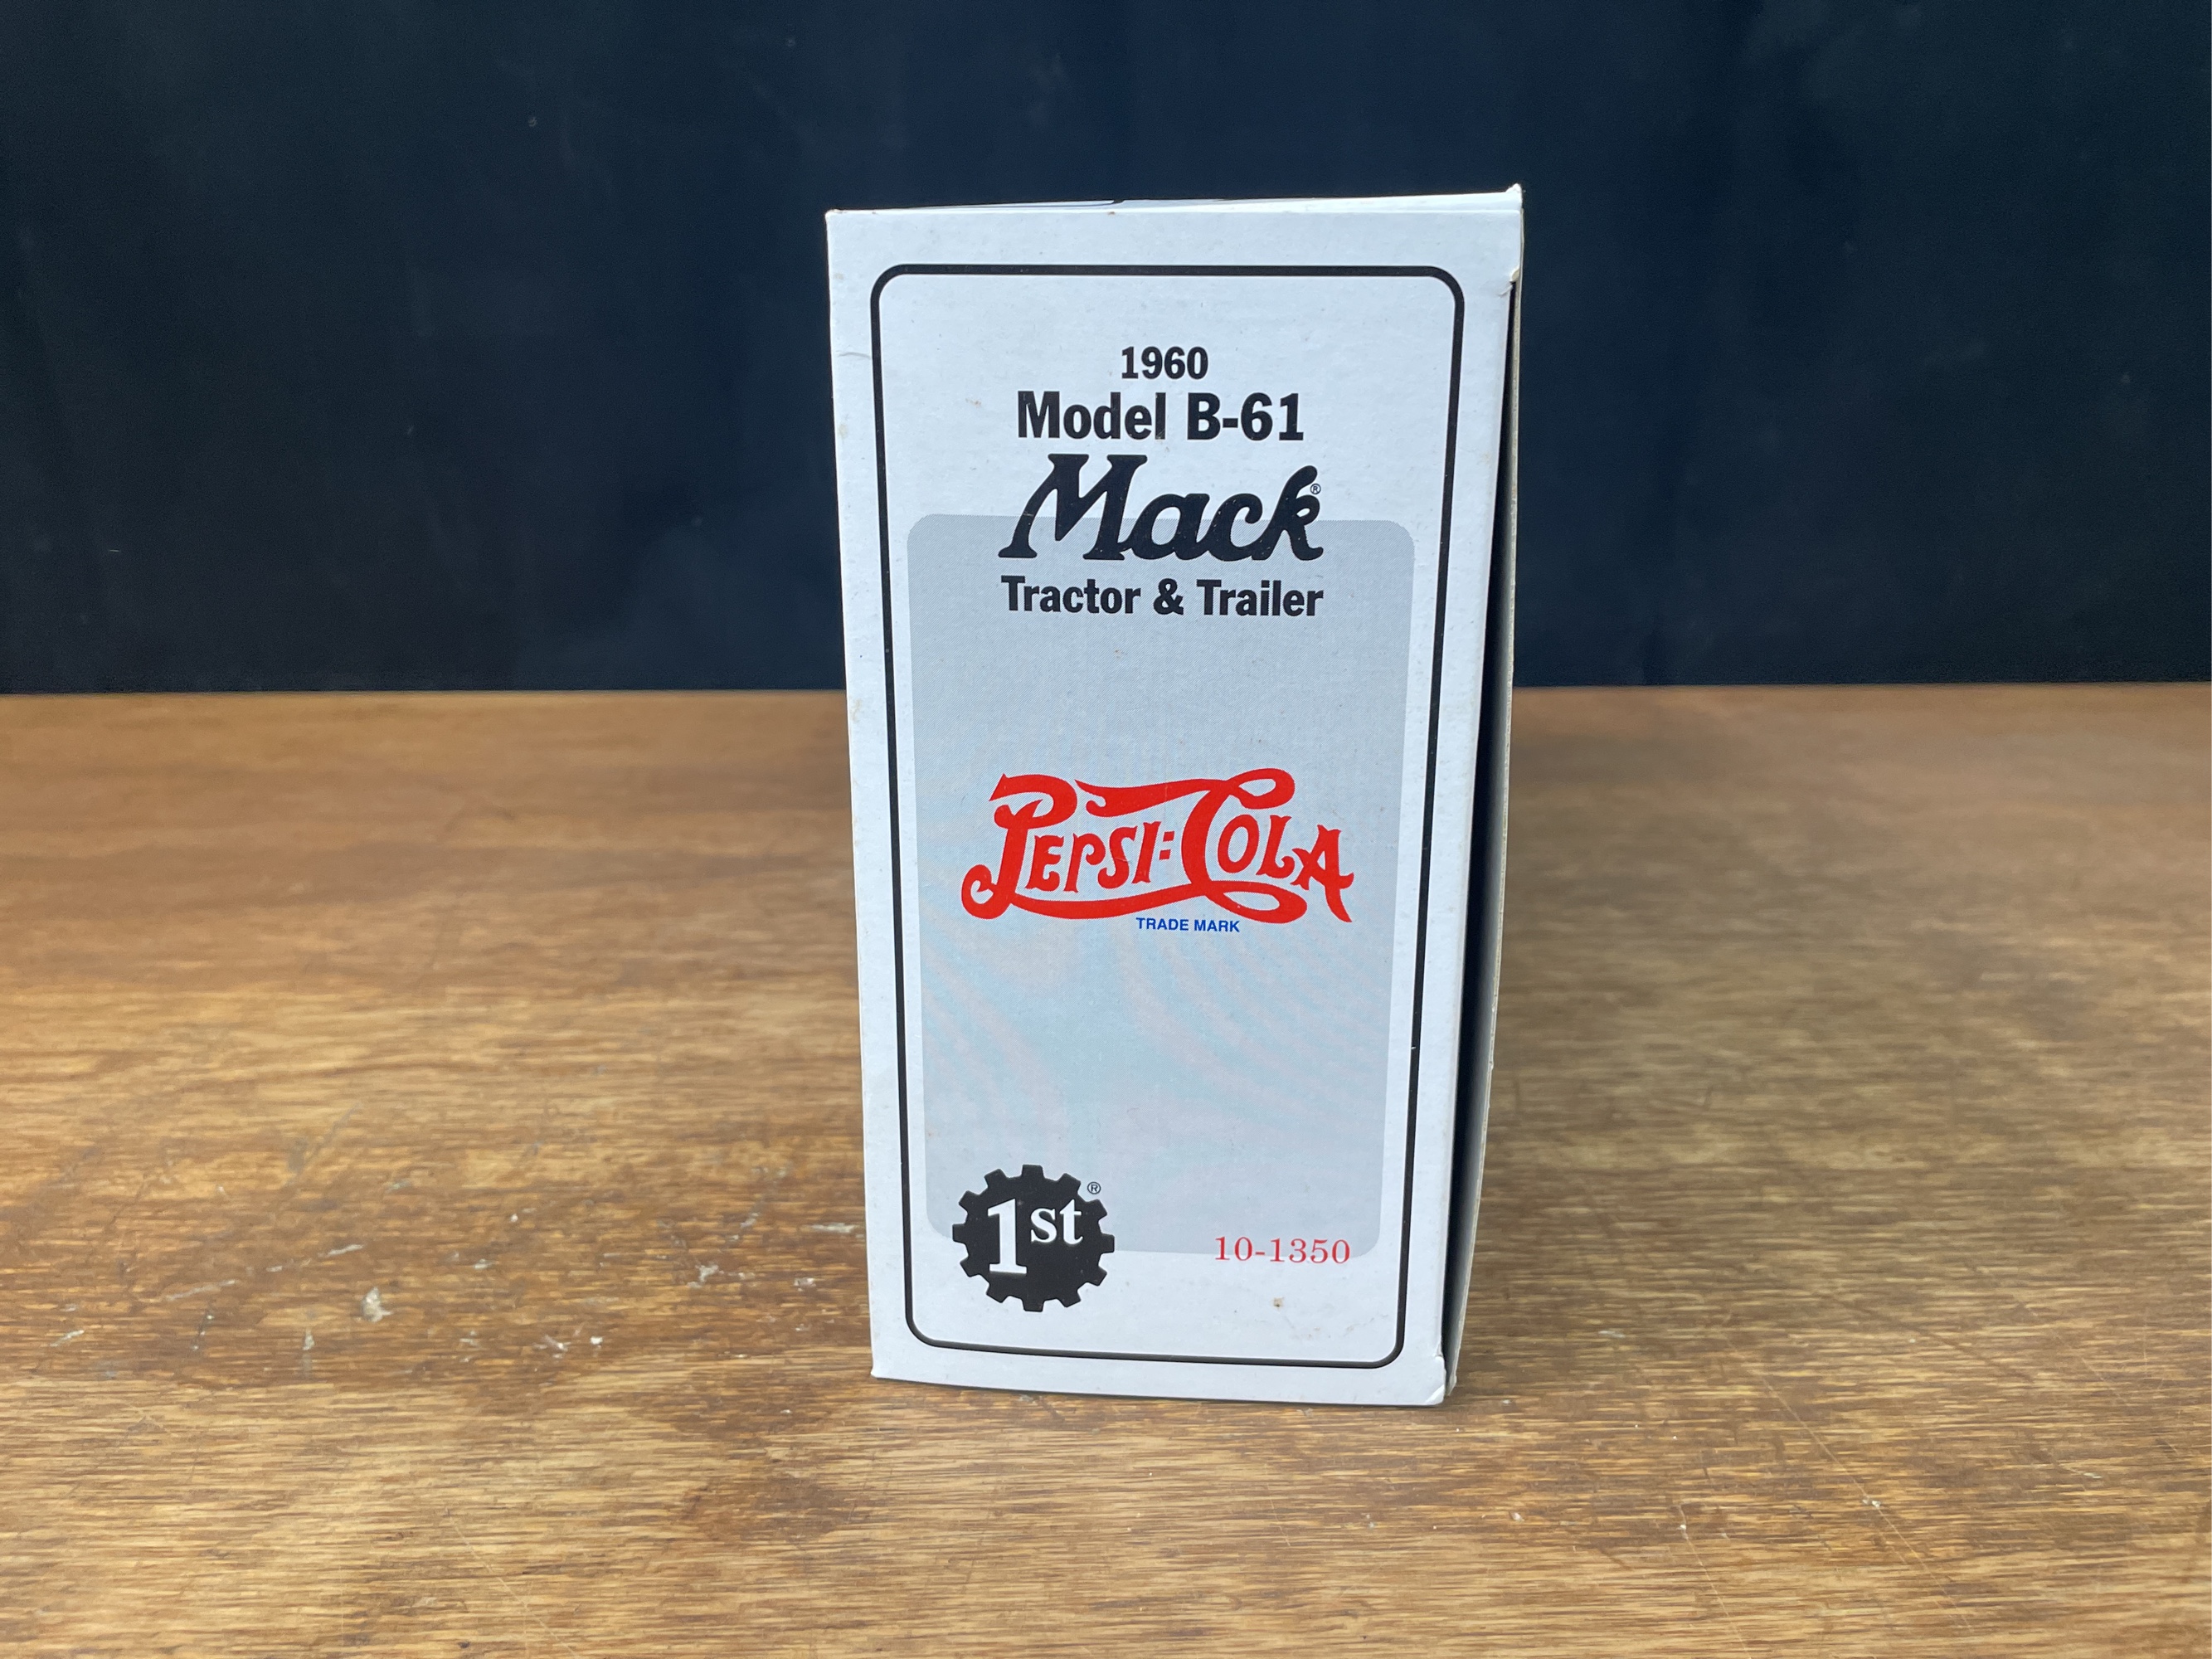 1960
Model B-61
Mack®
Tractor & Trailer
PEPSI:COLA
TRADE MARK
1st®
10-1350